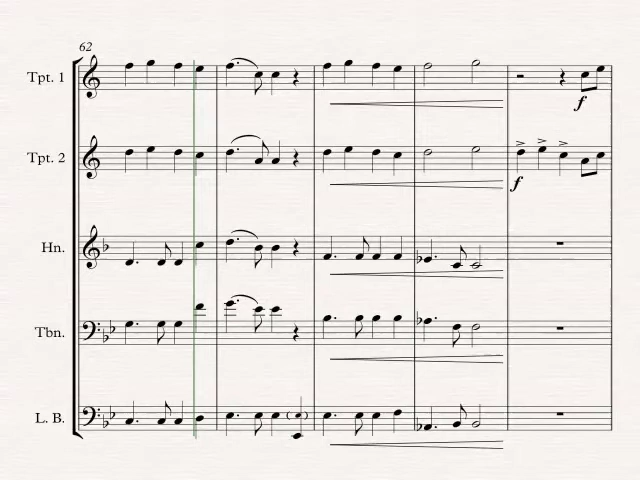 62
Tpt. 1
f
Tpt. 2
f
Hn.
Tbn.
L. B.